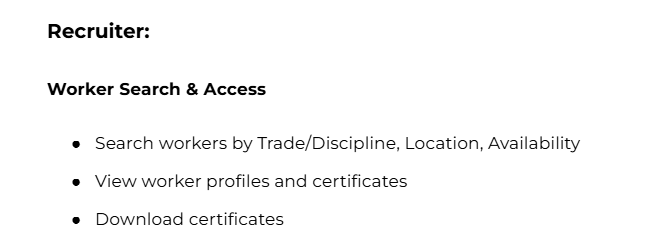 Recruiter:
Worker Search & Access
● Search workers by Trade/Discipline, Location, Availability
● View worker profiles and certificates
● Download certificates